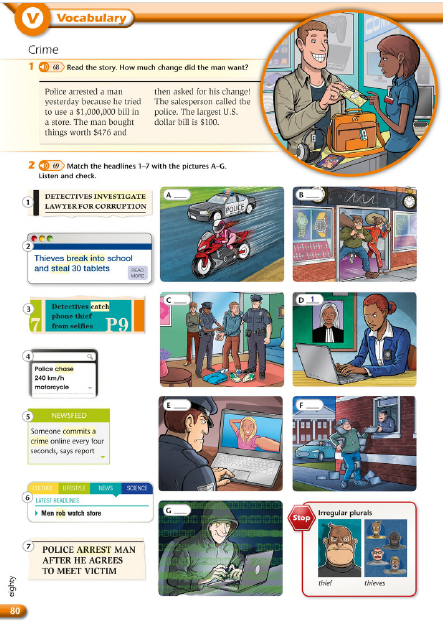 V Vocabulary
Crime
1 68 Read the story. How much change did the man want?
Police arrested a man
yesterday because he tried
to use a $1,000,000 bill in
a store. The man bought
things worth $476 and
then asked for his change!
The salesperson called the
police. The largest U.S.
dollar bill is $100.
2 69 Match the headlines 1–7 with the pictures A–G.
Listen and check.
1 DETECTIVES INVESTIGATE
LAWYER FOR CORRUPTION
2
Thieves break into school
and steal 30 tablets
READ
MORE
3 Detectives catch
phone thief
from selfies
7
P9
4
Police chase
240 km/h
motorcycle
5 NEWSFEED
Someone commits a
crime online every four
seconds, says report
6 CULTURE LIFESTYLE NEWS SCIENCE
LATEST HEADLINES
Men rob watch store
7 POLICE ARREST MAN
AFTER HE AGREES
TO MEET VICTIM
A
POLICE
B
C
D 1
E
F
G
Stop
Irregular plurals
thief thieves
eighty
80